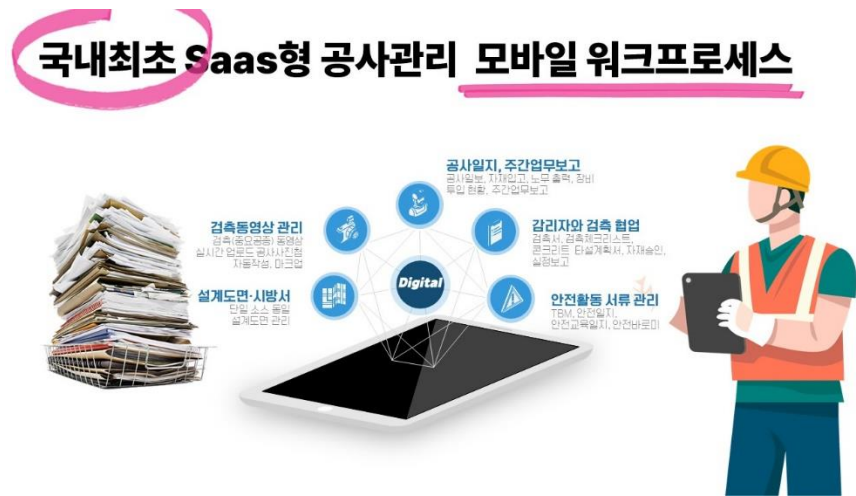 국내최초 Saas형 공사관리 모바일 워크프로세스
공사일지, 주간업무보고
공사일보, 자재입고, 노무 출력, 장비
투입 현황, 주간업무보고
검측동영상 관리
검측(중요공종) 동영상
실시간 업로드 공사사진첩
자동작성, 마크업
감리자와 검측 협업
검측서, 검측체크리스트,
콘크리트 타설계획서, 자재승인,
실정보고
설계도면·시방서
단일 소스 동일
설계도면 관리
Digital
안전활동 서류 관리
TBM, 안전일지,
안전교육일지, 안전바로미